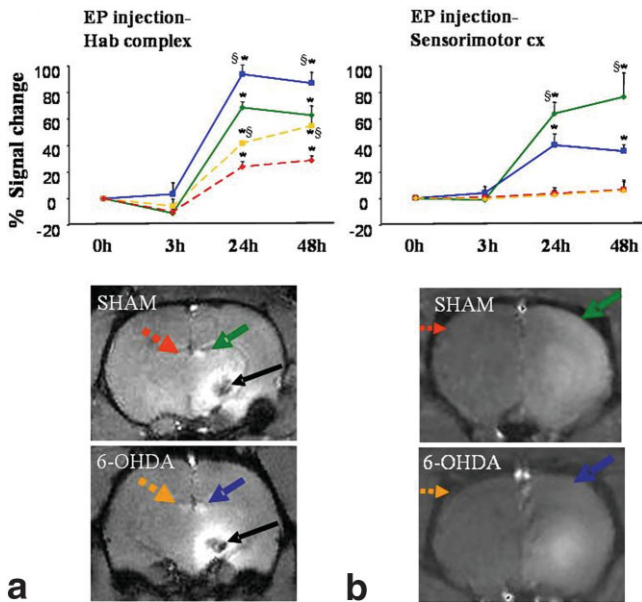 EP injection-
Hab complex
EP injection-
Sensorimotor cx
% Signal change
100
80
60
40
20
0
-20
§*
§*
*
*
*§
*
*§
*
*
0h
3h
24h
48h
100
80
60
40
20
0
-20
§*
§*
*
*
0h
3h
24h
48h
SHAM
SHAM
6-OHDA
6-OHDA
a
b